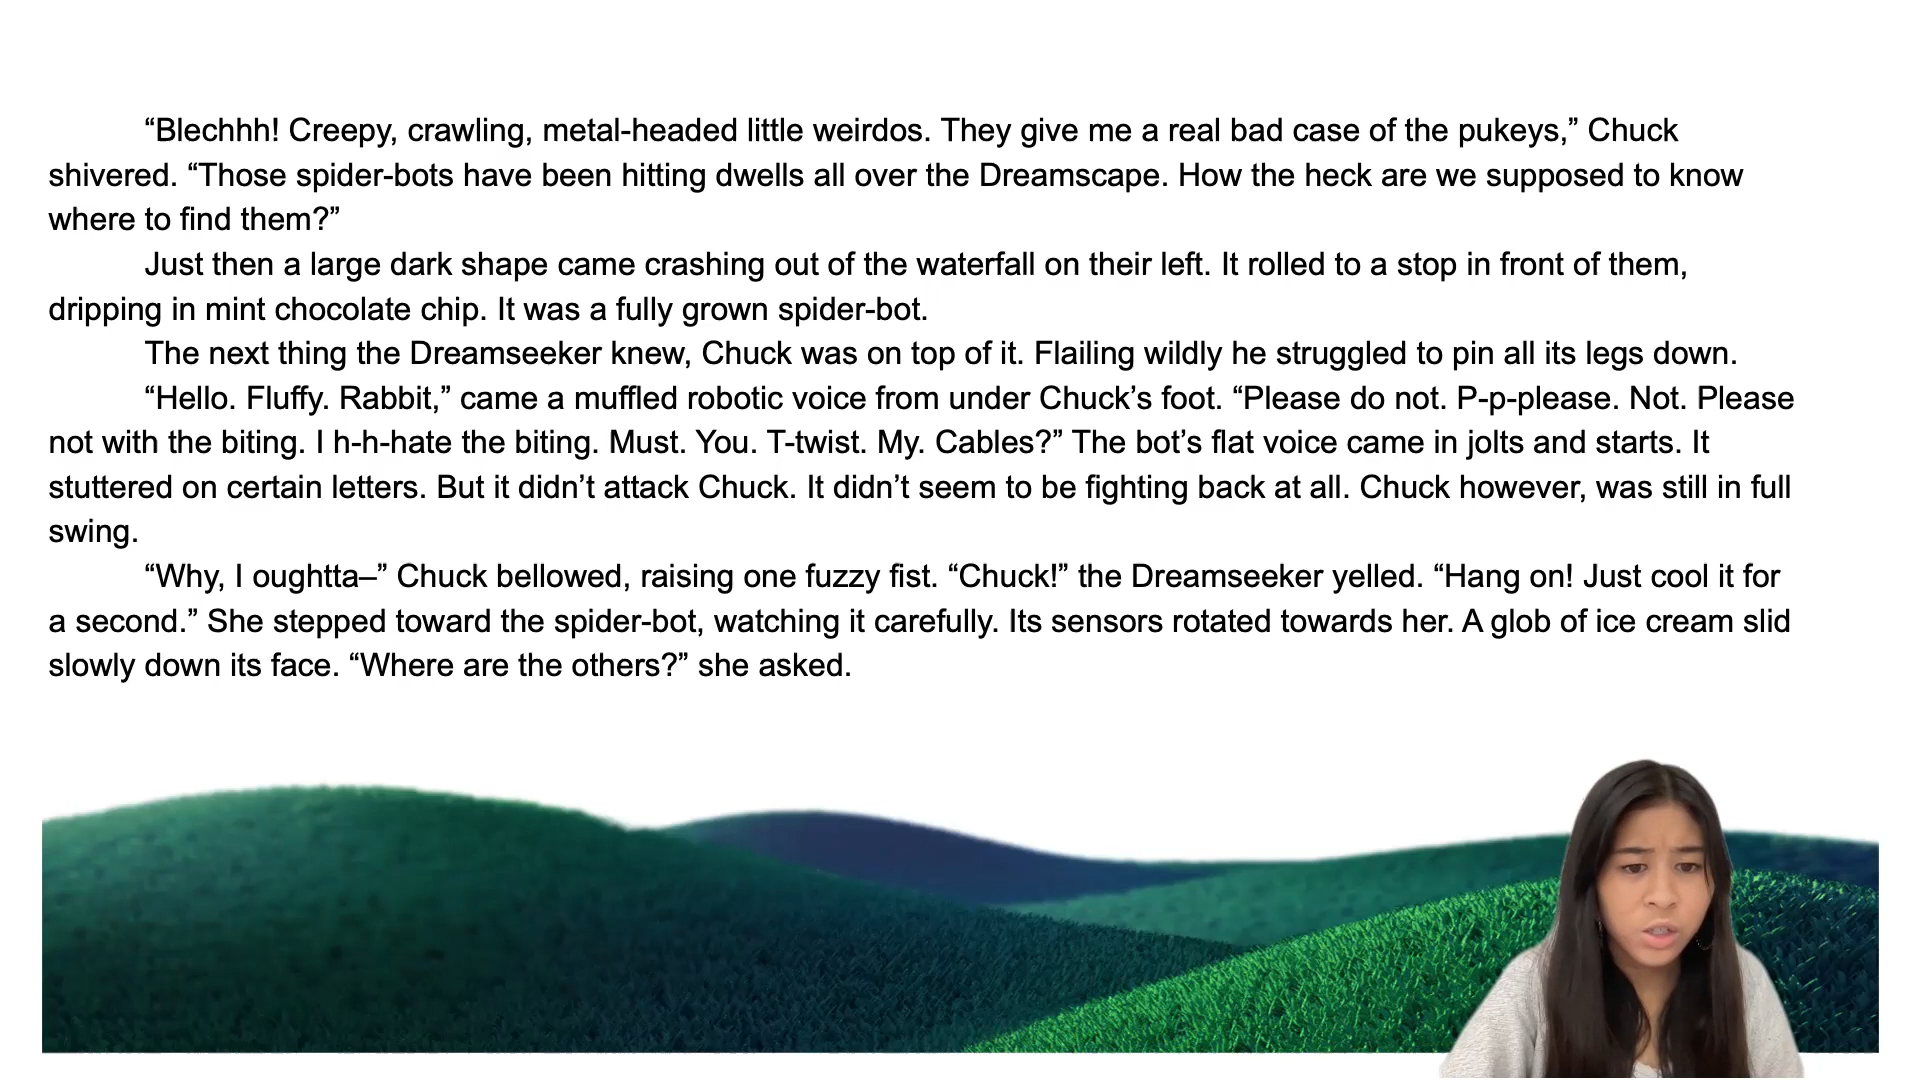 “Blechhh! Creepy, crawling, metal-headed little weirdos. They give me a real bad case of the pukeys,” Chuck
shivered. “Those spider-bots have been hitting dwells all over the Dreamscape. How the heck are we supposed to know
where to find them?”
Just then a large dark shape came crashing out of the waterfall on their left. It rolled to a stop in front of them,
dripping in mint chocolate chip. It was a fully grown spider-bot.
The next thing the Dreamseeker knew, Chuck was on top of it. Flailing wildly he struggled to pin all its legs down.
“Hello. Fluffy. Rabbit,” came a muffled robotic voice from under Chuck’s foot. “Please do not. P-p-please. Not. Please
not with the biting. I h-h-hate the biting. Must. You. T-twist. My. Cables?” The bot’s flat voice came in jolts and starts. It
stuttered on certain letters. But it didn’t attack Chuck. It didn’t seem to be fighting back at all. Chuck however, was still in full
swing.
“Why, I oughtta–” Chuck bellowed, raising one fuzzy fist. “Chuck!” the Dreamseeker yelled. “Hang on! Just cool it for
a second.” She stepped toward the spider-bot, watching it carefully. Its sensors rotated towards her. A glob of ice cream slid
slowly down its face. “Where are the others?” she asked.